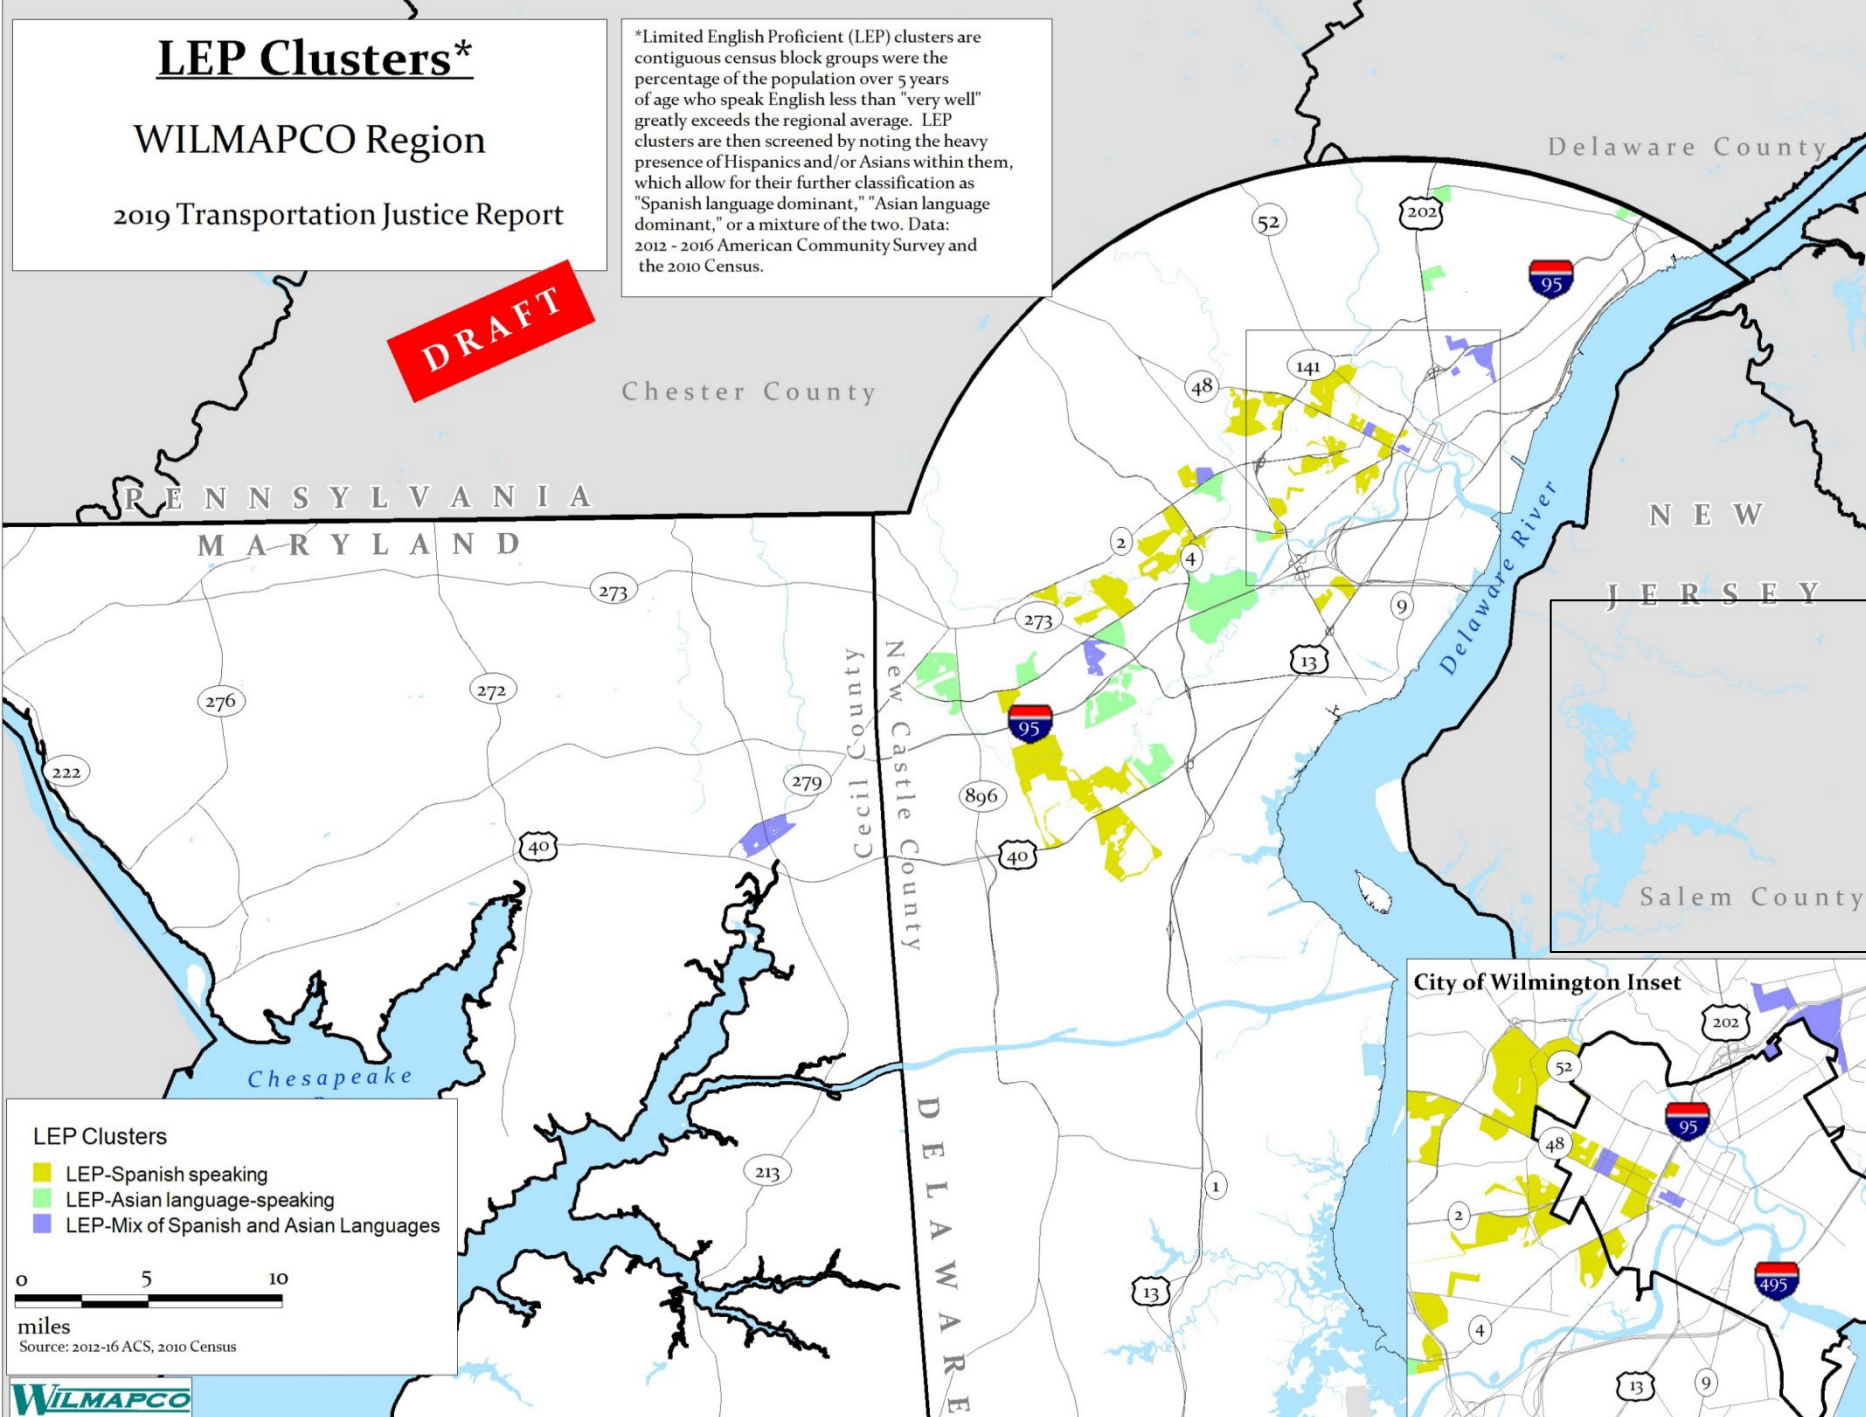 LEP Clusters*
WILMAPCO Region
2019 Transportation Justice Report
DRAFT
*Limited English Proficient (LEP) clusters are
contiguous census block groups were the
percentage of the population over 5 years
of age who speak English less than "very well"
greatly exceeds the regional average. LEP
clusters are then screened by noting the heavy
presence of Hispanics and/or Asians within them,
which allow for their further classification as
"Spanish language dominant," "Asian language
dominant," or a mixture of the two. Data:
2012 - 2016 American Community Survey and
the 2010 Census.
Delaware County
52
202
95
141
48
Chester County
PENNSYLVANIA
MARYLAND
NEW
JERSEY
Delaware River
2
4
273
273
9
13
276
272
Cecil County
New Castle County
95
222
279
896
40
40
Salem County
Chesapeake
213
1
13
DELAWARE
City of Wilmington Inset
202
52
95
48
2
495
4
13
9
LEP Clusters
LEP-Spanish speaking
LEP-Asian language-speaking
LEP-Mix of Spanish and Asian Languages
0 5 10
miles
Source: 2012-16 ACS, 2010 Census
WILMAPCO